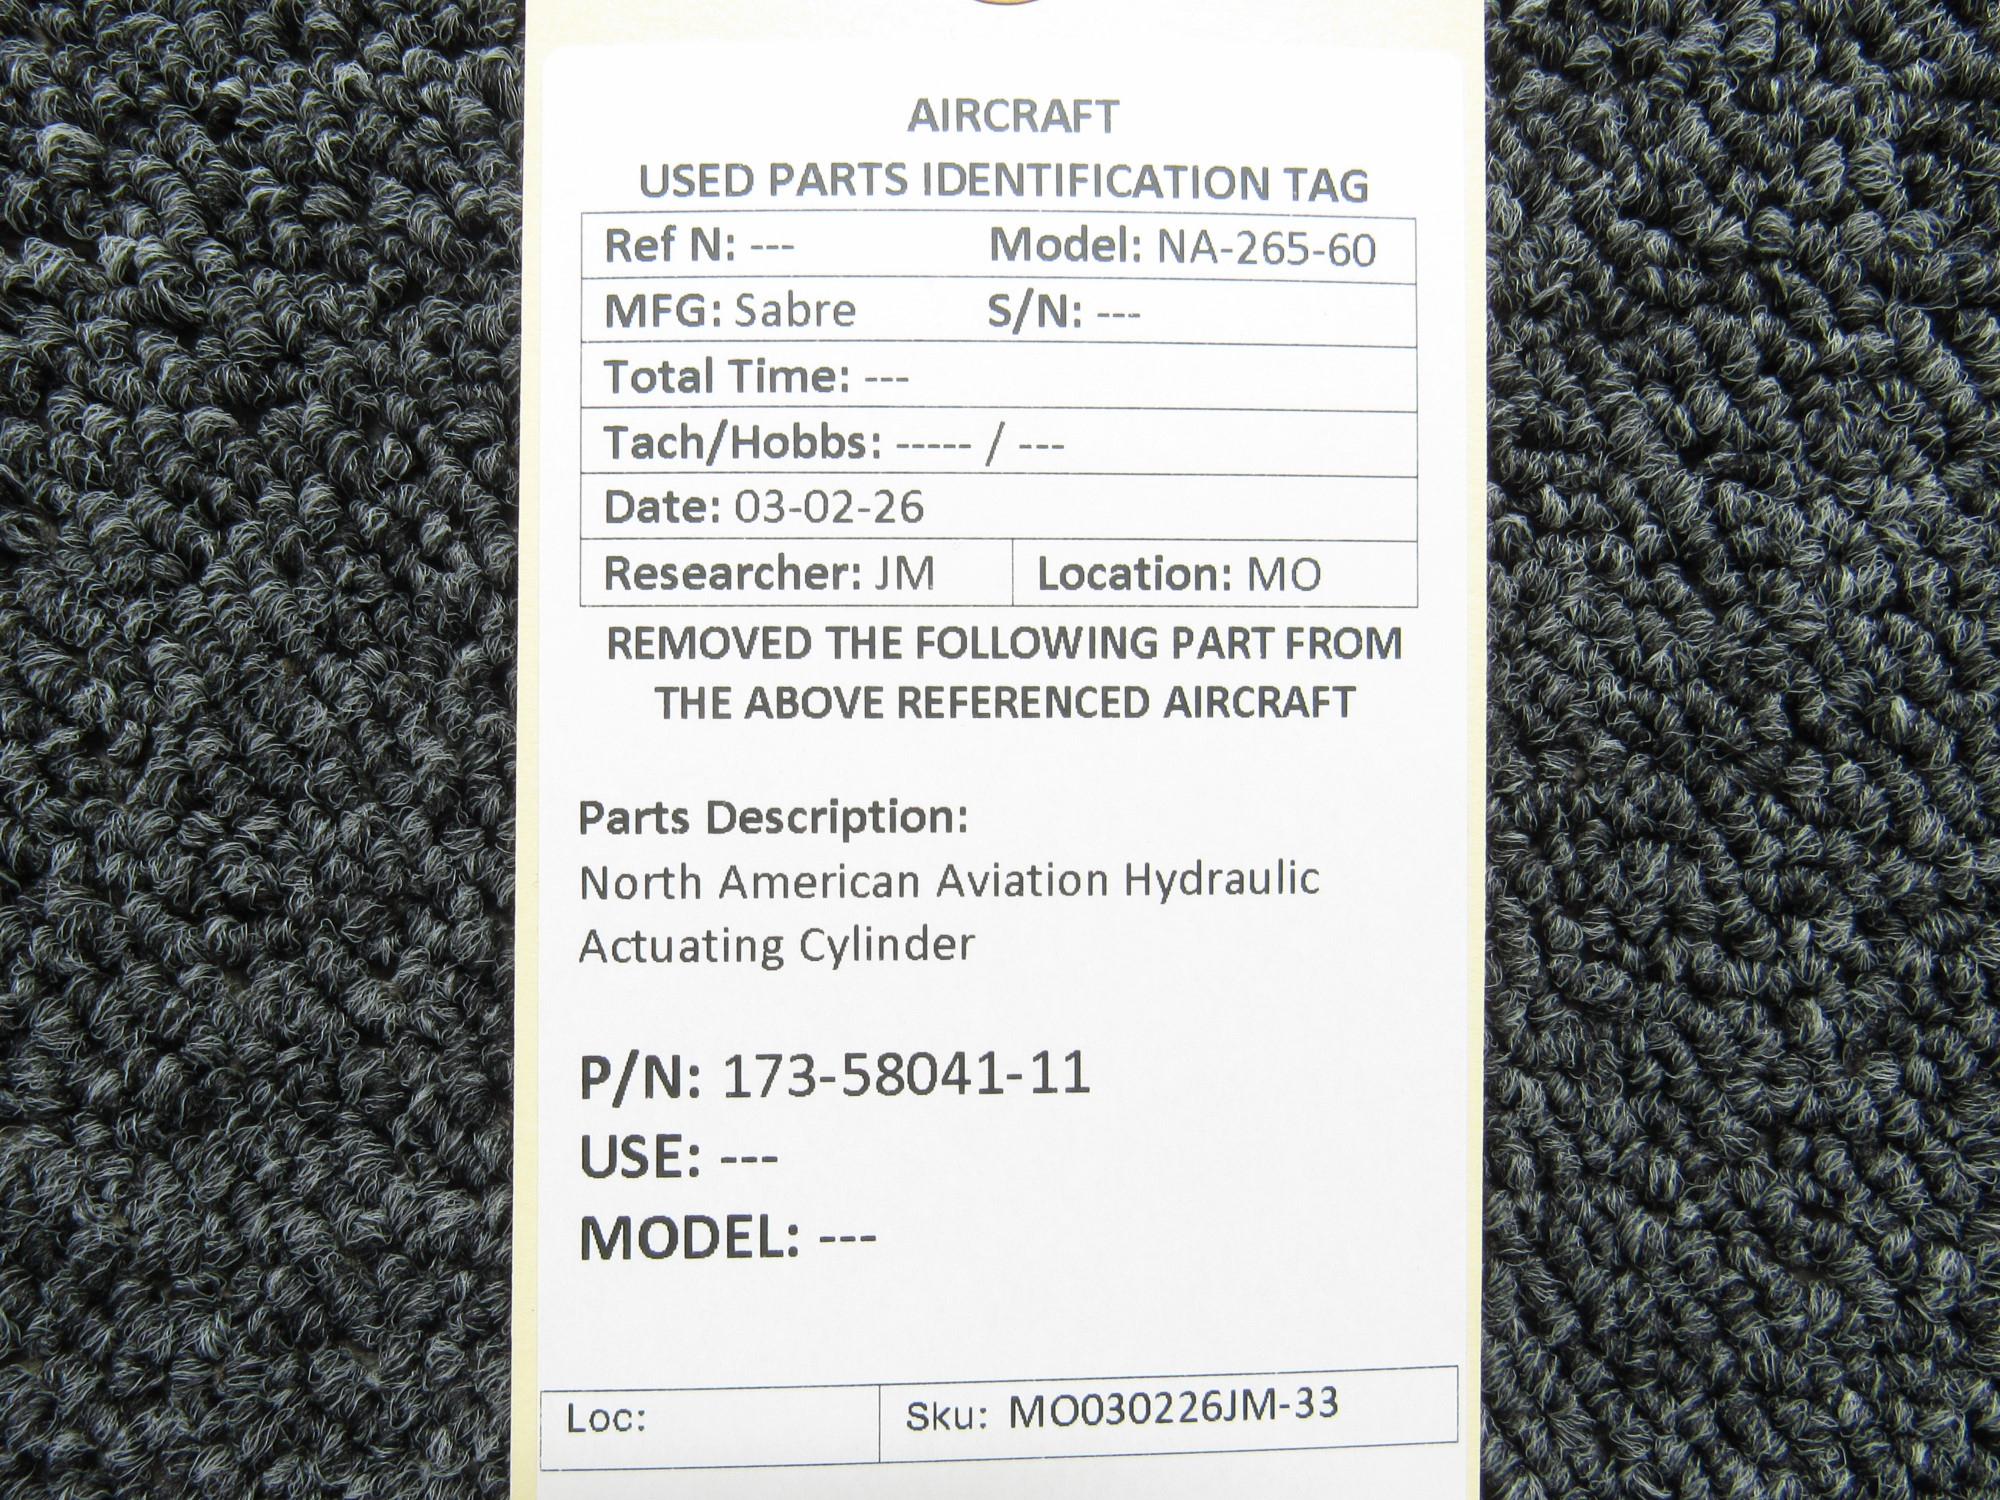 AIRCRAFT
USED PARTS IDENTIFICATION TAG
Ref N: --- Model: NA-265-60
MFG: Sabre S/N: ---
Total Time: ---
Tach/Hobbs: ----- / ---
Date: 03-02-26
Researcher: JM Location: MO
REMOVED THE FOLLOWING PART FROM
THE ABOVE REFERENCED AIRCRAFT
Parts Description:
North American Aviation Hydraulic
Actuating Cylinder
P/N: 173-58041-11
USE: ---
MODEL: ---
Loc: Sku: MO030226JM-33